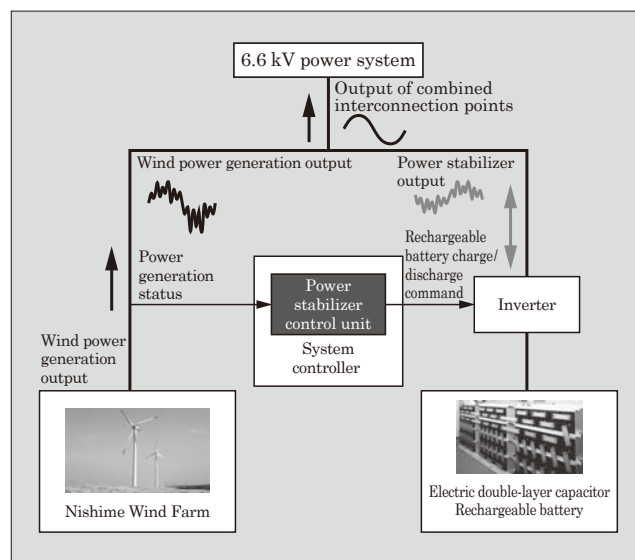 6.6 kV power system
Output of combined
interconnection points
Wind power generation output
Power stabilizer
output
Power
generation
status
Rechargeable
battery charge/
discharge
command
Power
stabilizer
control unit
Inverter
System
controller
Wind power
generation
output
Nishime Wind Farm
Electric double-layer capacitor
Rechargeable battery